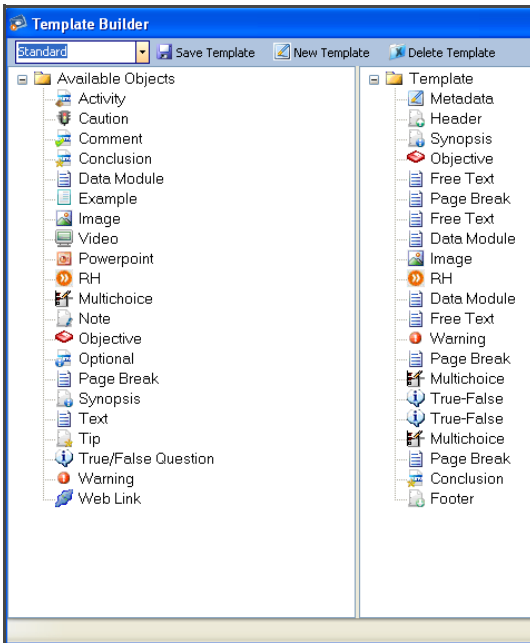 Template Builder
Standard Save Template New Template Delete Template
Available Objects
Activity
Caution
Comment
Conclusion
Data Module
Example
Image
Video
Powerpoint
RH
Multichoice
Note
Objective
Optional
Page Break
Synopsis
Text
Tip
True/False Question
Warning
Web Link
Template
Metadata
Header
Synopsis
Objective
Free Text
Page Break
Free Text
Data Module
Image
RH
Data Module
Free Text
Warning
Page Break
Multichoice
True-False
True-False
Multichoice
Page Break
Conclusion
Footer